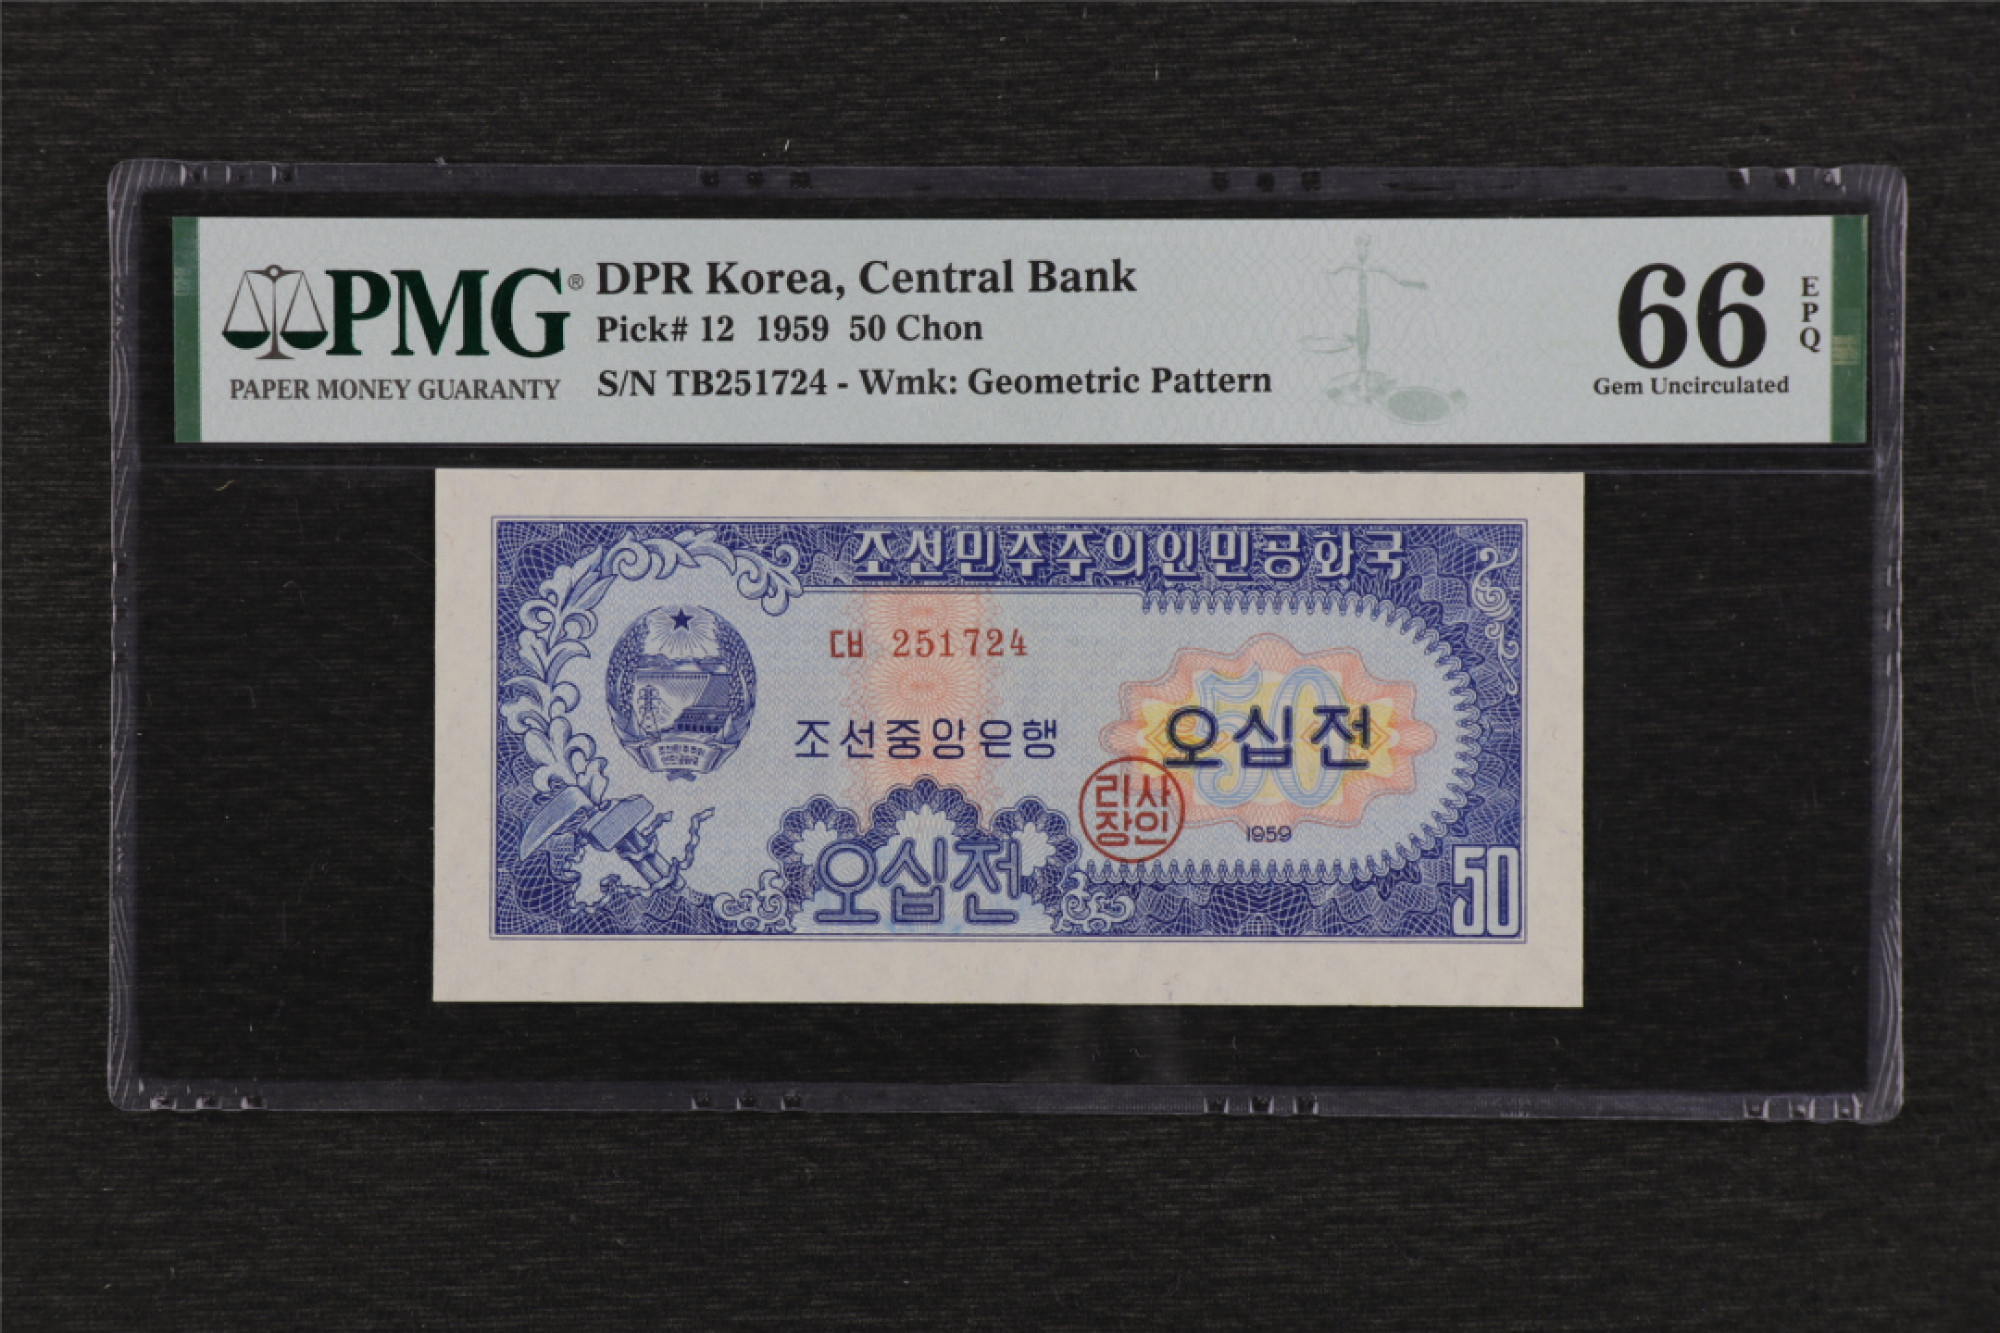 PMG®
PAPER MONEY GUARANTY
DPR Korea, Central Bank
Pick# 12 1959 50 Chon
S/N TB251724 - Wmk: Geometric Pattern
66
EPQ
Gem Uncirculated
조선민주주의인민공화국
ㄷㅂ 251724
조선중앙은행
50
오십전
리사
장인
1959
오십전
50